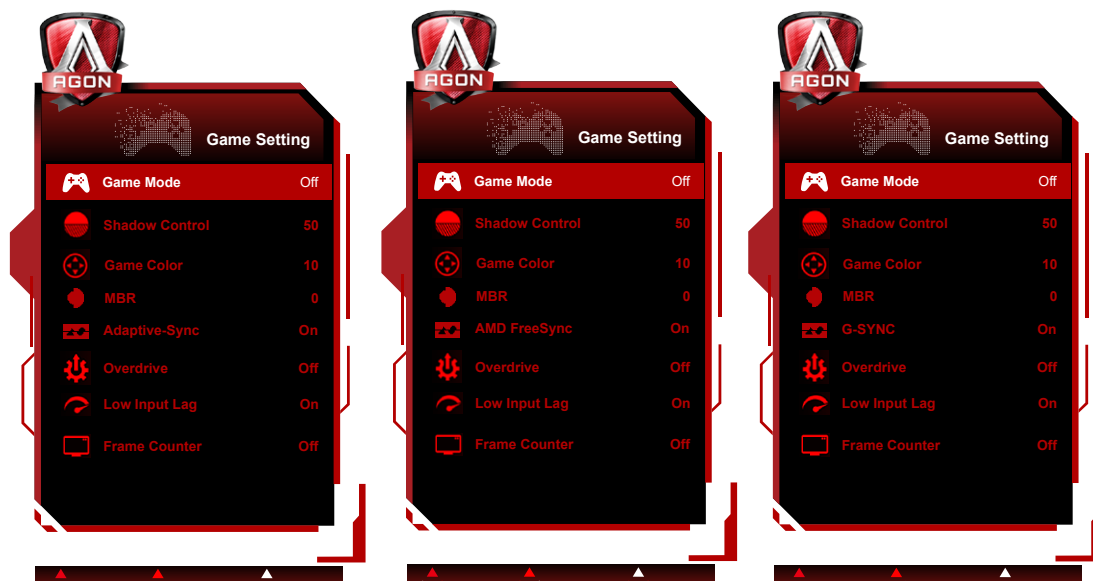 AGON
Game Setting
Game Mode Off
Shadow Control 50
Game Color 10
MBR 0
Adaptive-Sync On
Overdrive Off
Low Input Lag On
Frame Counter Off
AGON
Game Setting
Game Mode Off
Shadow Control 50
Game Color 10
MBR 0
AMD FreeSync On
Overdrive Off
Low Input Lag On
Frame Counter Off
AGON
Game Setting
Game Mode Off
Shadow Control 50
Game Color 10
MBR 0
G-SYNC On
Overdrive Off
Low Input Lag On
Frame Counter Off